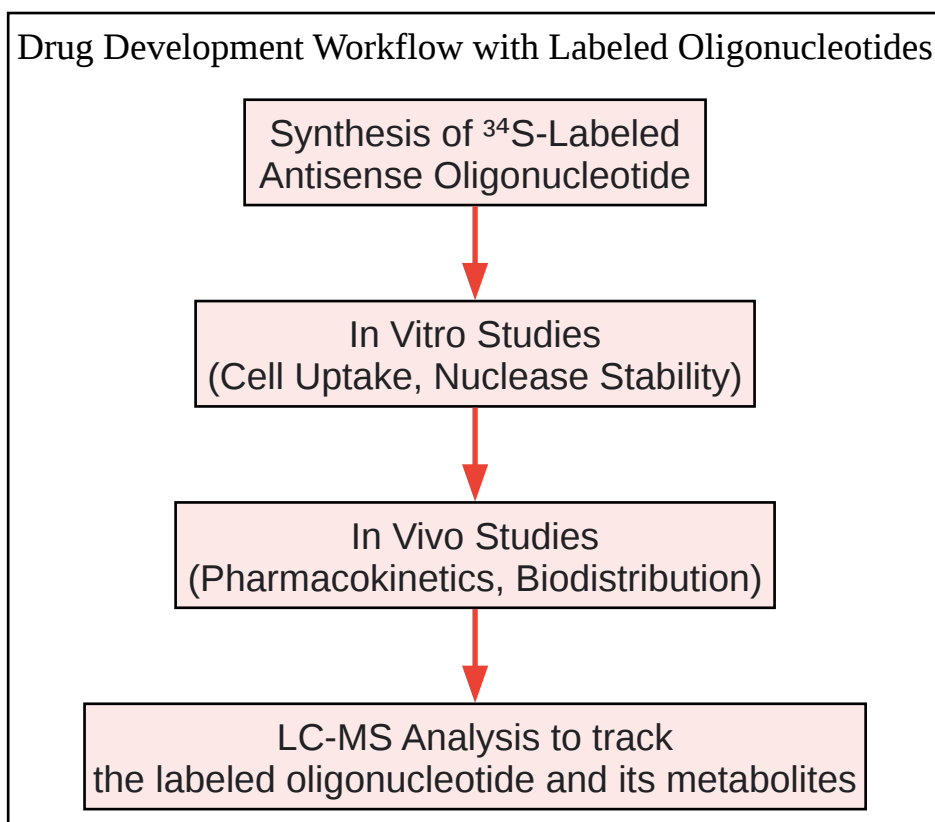 Drug Development Workflow with Labeled Oligonucleotides
Synthesis of ³⁴S-Labeled
Antisense Oligonucleotide
In Vitro Studies
(Cell Uptake, Nuclease Stability)
In Vivo Studies
(Pharmacokinetics, Biodistribution)
LC-MS Analysis to track
the labeled oligonucleotide and its metabolites